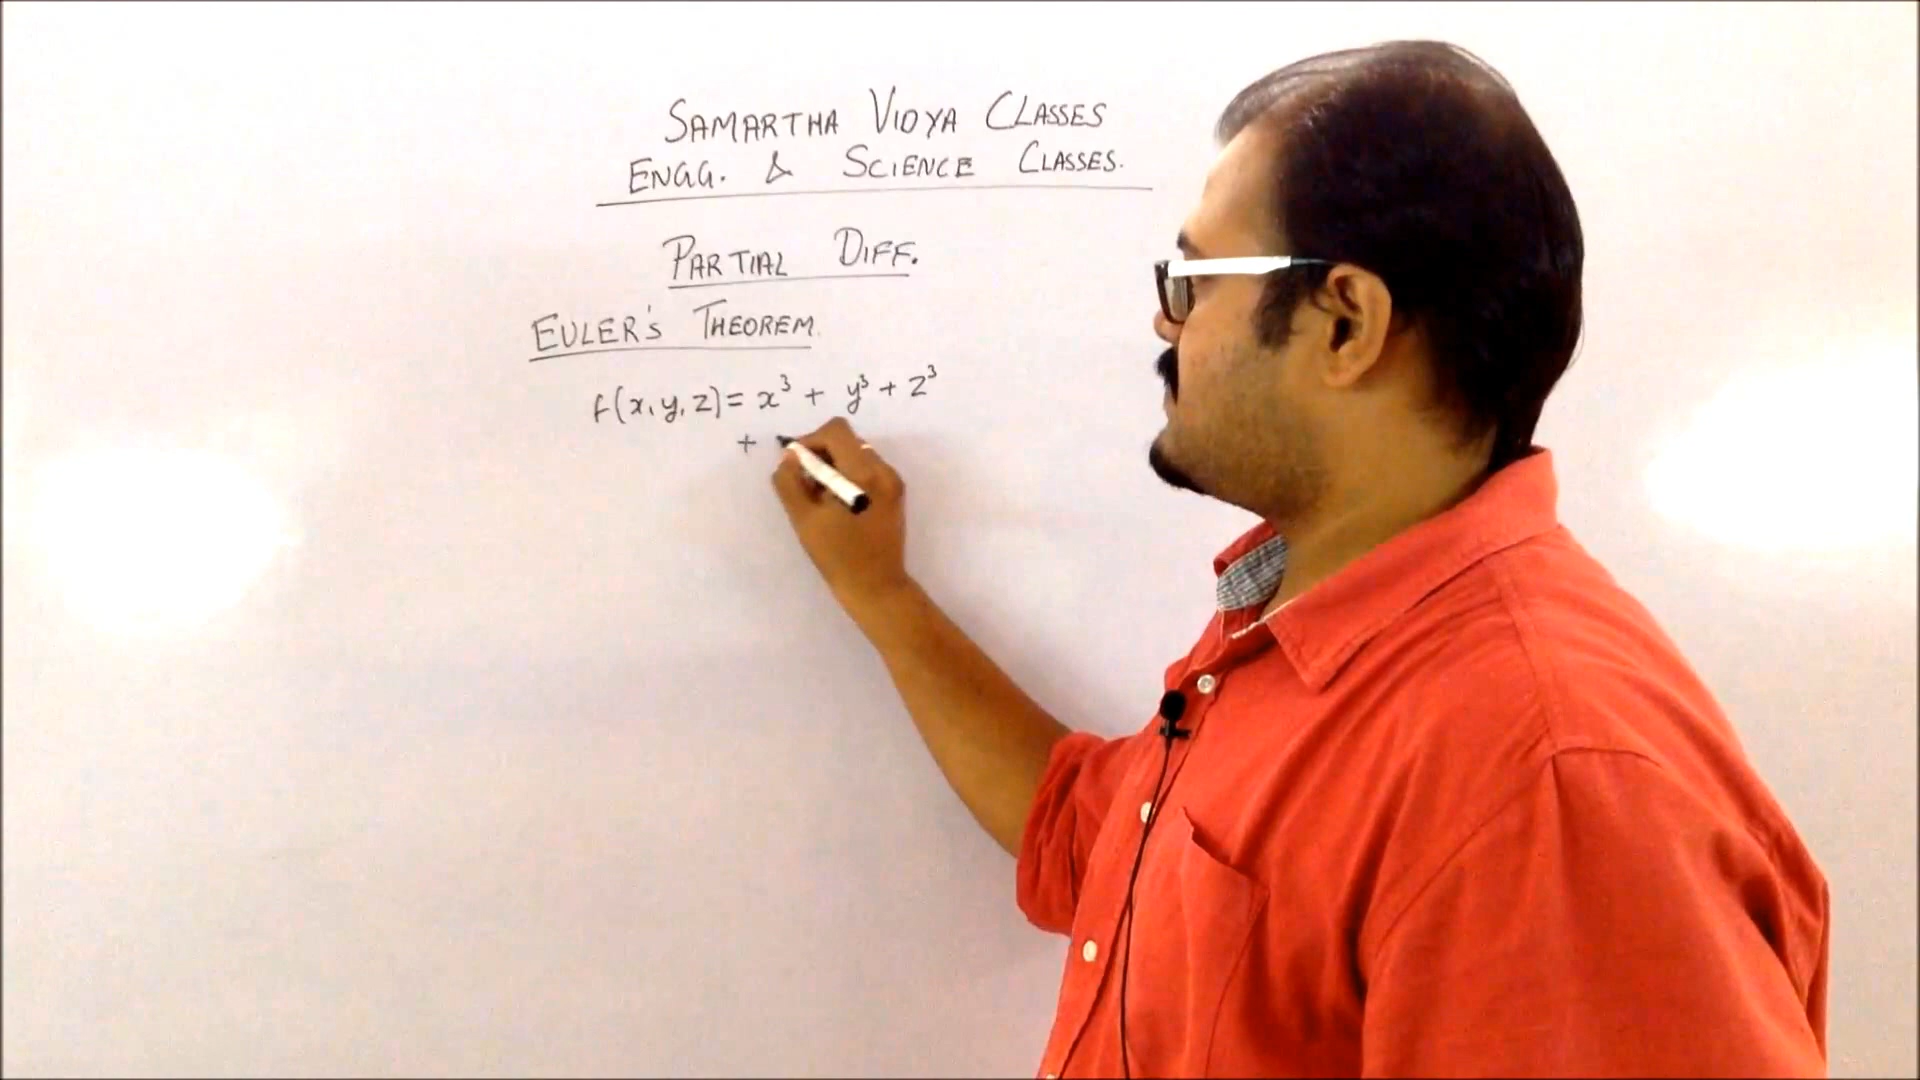 SAMARTHA VIDYA CLASSES
ENGG. & SCIENCE CLASSES.
PARTIAL DIFF.
EULER'S THEOREM.
f(x, y, z) = x³ + y³ + z³
+